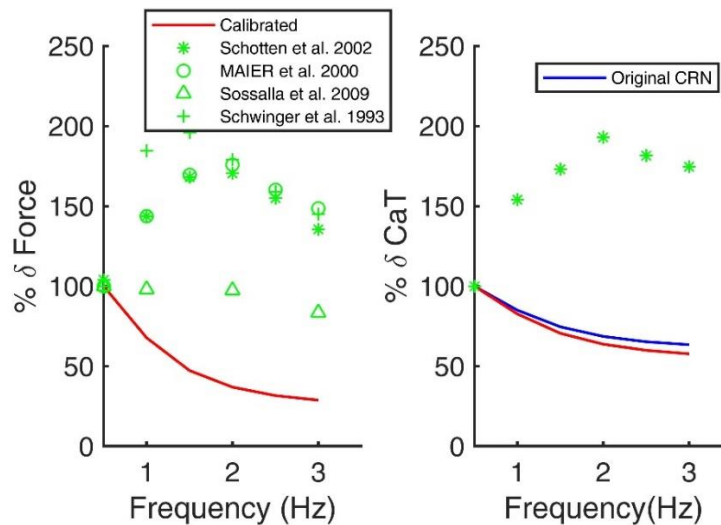 250
200
150
100
50
0
% δ Force
1 2 3
Frequency (Hz)
Calibrated
Schotten et al. 2002
MAIER et al. 2000
Sossalla et al. 2009
Schwinger et al. 1993
250
200
150
100
50
0
% δ CaT
1 2 3
Frequency(Hz)
Original CRN